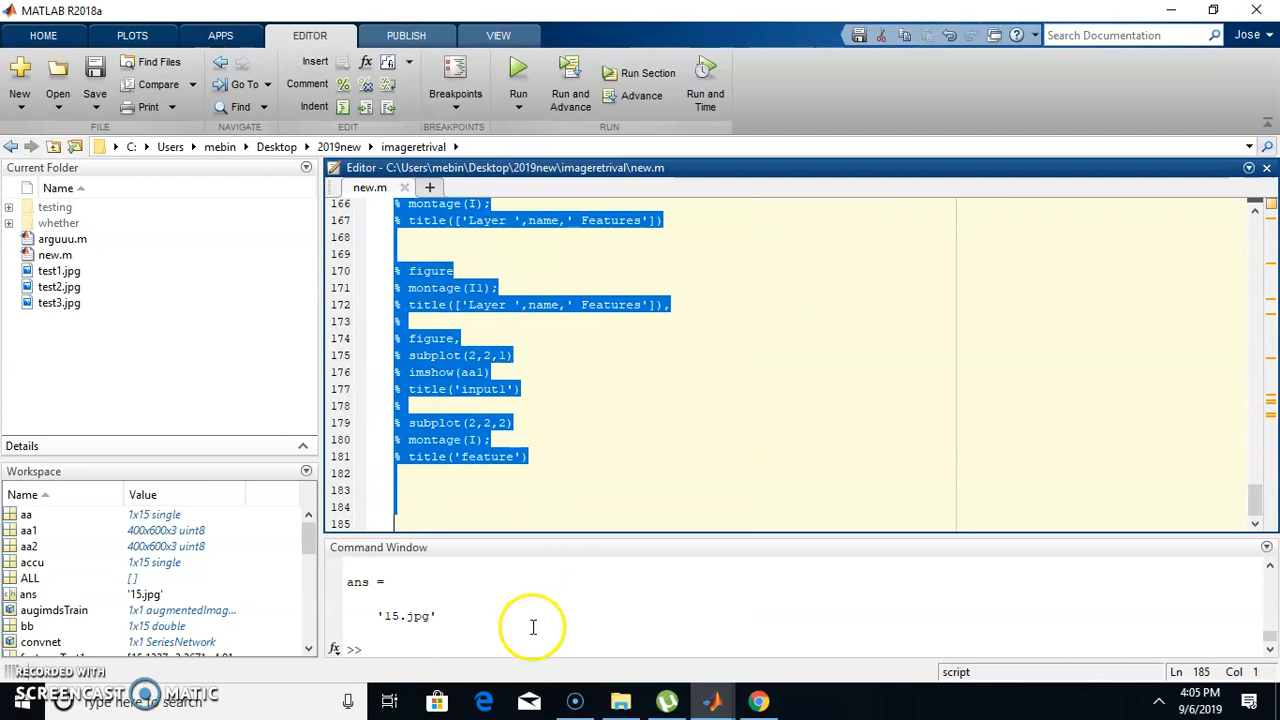 MATLAB R2018a
HOME PLOTS APPS EDITOR PUBLISH VIEW Search Documentation Jose
New Open Save Find Files Compare Print Go To Find Insert Comment Indent fx Breakpoints Run Run and Advance Run Section Advance Run and Time
FILE NAVIGATE EDIT BREAKPOINTS RUN
C: Users mebin Desktop 2019new imageretrival
Current Folder
Name
testing
whether
arguuu.m
new.m
test1.jpg
test2.jpg
test3.jpg
Details
Workspace
Name Value
aa 1x15 single
aa1 400x600x3 uint8
aa2 400x600x3 uint8
accu 1x15 single
ALL []
ans '15.jpg'
augimdsTrain 1x1 augmentedImag...
bb 1x15 double
convnet 1x1 SeriesNetwork
Editor - C:\Users\mebin\Desktop\2019new\imageretrival\new.m
new.m
166 % montage(I);
167 % title(['Layer ',name,' Features'])
168
169
170 % figure
171 % montage(I1);
172 % title(['Layer ',name,' Features']),
173 %
174 % figure,
175 % subplot(2,2,1)
176 % imshow(aa1)
177 % title('input1')
178 %
179 % subplot(2,2,2)
180 % montage(I);
181 % title('feature')
182
183
184
185
Command Window
ans =
'15.jpg'
fx >>
script Ln 185 Col 1
RECORDED WITH
SCREENCAST MATIC
Type here to search
4:05 PM
9/6/2019